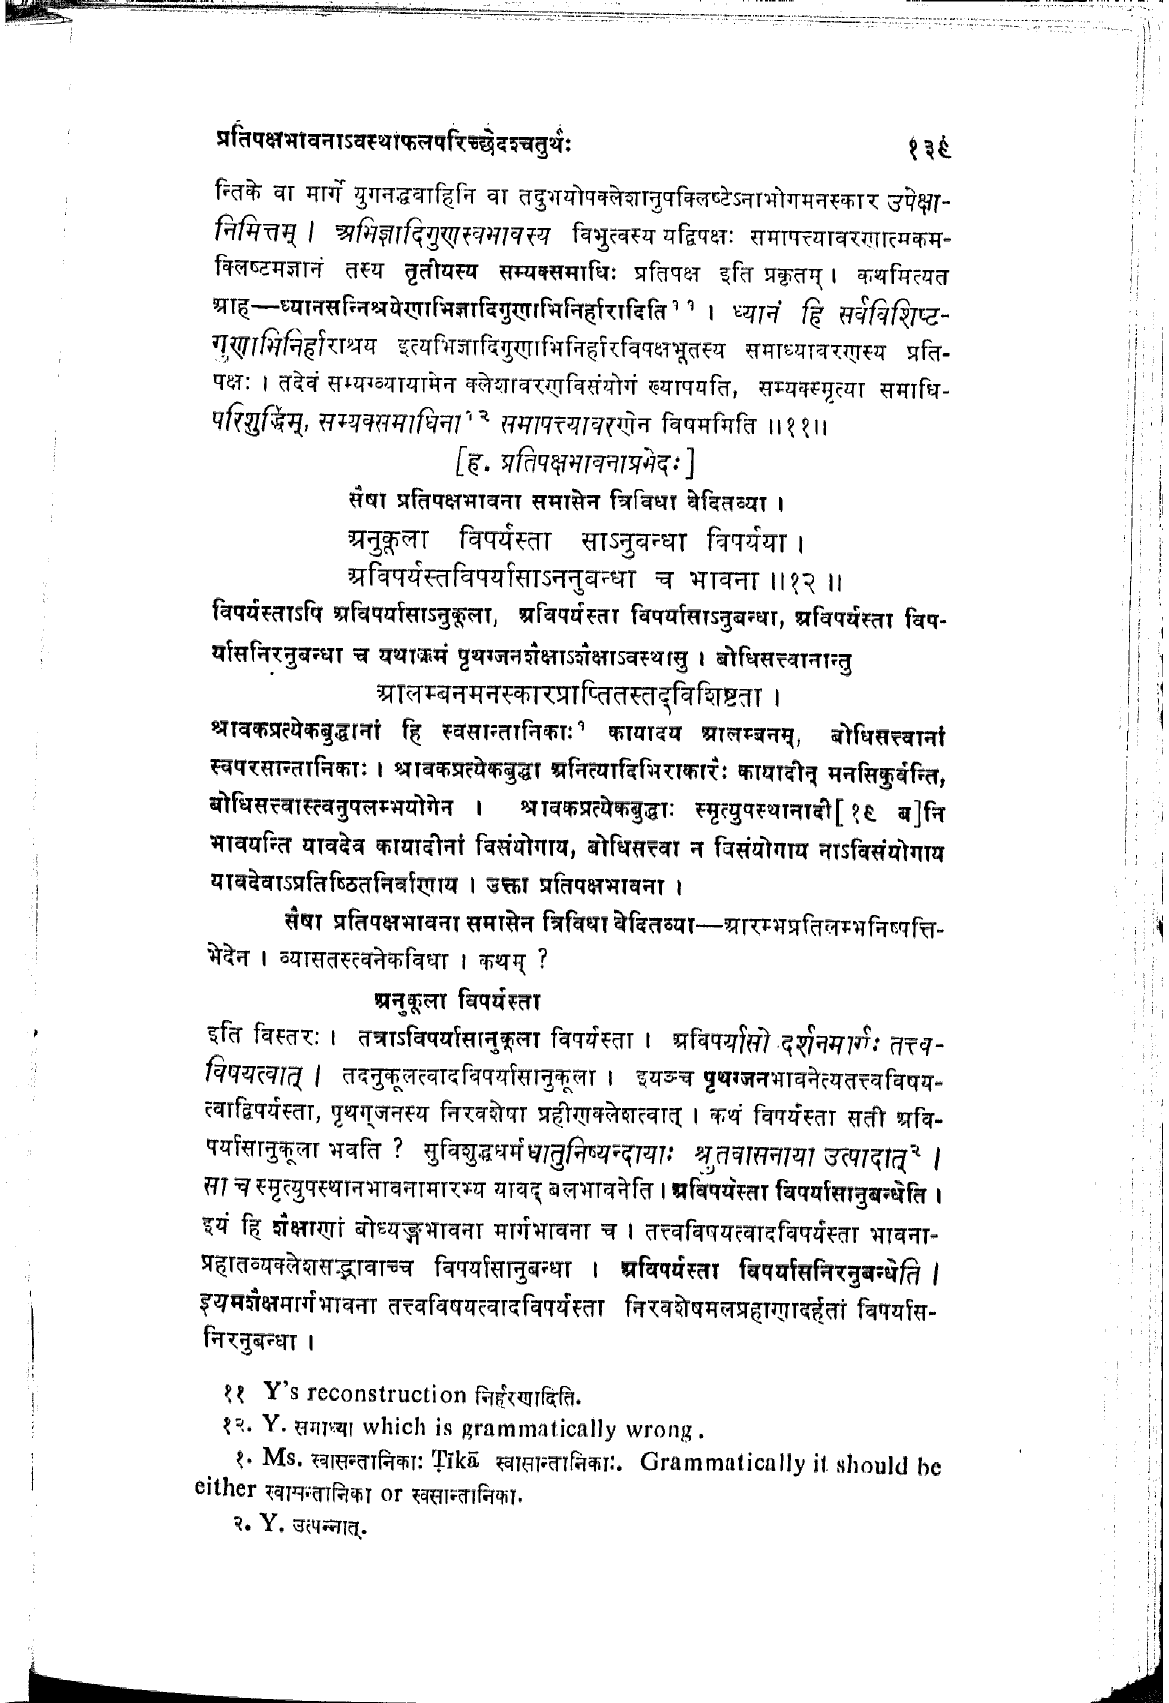 प्रतिपक्षभावनाऽवस्थाफलपरिच्छेदश्चतुर्थः १३९
न्तिके वा मार्गे युगनद्धवाहिनि वा तदुभयोपक्लेशानुपक्लिष्टेऽनाभोगमनस्कार उपेक्षा-
निमित्तम् । अभिज्ञादिगुणस्वभावस्य विभुत्वस्य यद्विपक्षः समापत्त्यावरणात्मकम-
क्लिष्टमज्ञानं तस्य तृतीयस्य सम्यक्समाधिः प्रतिपक्ष इति प्रकृतम् । कथमित्यत
आह—ध्यानसन्निश्रयेणाभिज्ञादिगुणाभिनिर्हारादिति¹¹ । ध्यानं हि सर्वविशिष्ट-
गुणाभिनिर्हाराश्रय इत्यभिज्ञादिगुणाभिनिर्हारविपक्षभूतस्य समाध्यावरणस्य प्रति-
पक्षः । तदेवं सम्यग्व्यायामेन क्लेशावरणविसंयोगं ख्यापयति, सम्यक्स्मृत्या समाधि-
परिशुद्धिम्, सम्यक्समाधिना¹² समापत्त्यावरणेन विषममिति ॥११॥
[ह. प्रतिपक्षभावनाप्रभेदः]
सैषा प्रतिपक्षभावना समासेन त्रिविधा वेदितव्या ।
अनुकूला विपर्यस्ता साऽनुबन्धा विपर्यया ।
अविपर्यस्तविपर्यासाऽननुबन्धा च भावना ॥१२॥
विपर्यस्ताऽपि अविपर्यासाऽनुकूला, अविपर्यस्ता विपर्यासाऽनुबन्धा, अविपर्यस्ता विप-
र्यासनिरनुबन्धा च यथाक्रमं पृथग्जनशैक्षाऽशैक्षाऽवस्थासु । बोधिसत्त्वानान्तु
आलम्बनमनस्कारप्राप्तितस्तद्विशिष्टता ।
श्रावकप्रत्येकबुद्धानां हि स्वसान्तानिकाः¹ कायादय आलम्बनम्, बोधिसत्त्वानां
स्वपरसान्तानिकाः । श्रावकप्रत्येकबुद्धा अनित्यादिभिराकारैः कायादीन् मनसिकुर्वन्ति,
बोधिसत्त्वास्त्वनुपलम्भयोगेन । श्रावकप्रत्येकबुद्धाः स्मृत्युपस्थानादी[१९ ब]नि
भावयन्ति यावदेव कायादीनां विसंयोगाय, बोधिसत्त्वा न विसंयोगाय नाऽविसंयोगाय
यावदेवाऽप्रतिष्ठितनिर्वाणाय । उक्ता प्रतिपक्षभावना ।
सैषा प्रतिपक्षभावना समासेन त्रिविधा वेदितव्या—आरम्भप्रतिलम्भनिष्पत्ति-
भेदेन । व्यासतस्त्वनेकविधा । कथम् ?
अनुकूला विपर्यस्ता
इति विस्तरः । तत्राऽविपर्यासानुकूला विपर्यस्ता । अविपर्यासो दर्शनमार्गः तत्त्व-
विषयत्वात् । तदनुकूलत्वादविपर्यासानुकूला । इयञ्च पृथग्जनभावनेत्यतत्त्वविषय-
त्वाद्विपर्यस्ता, पृथग्जनस्य निरवशेषा प्रहीणक्लेशत्वात् । कथं विपर्यस्ता सती अवि-
पर्यासानुकूला भवति ? सुविशुद्धधर्मधातुनिष्यन्दायाः श्रुतवासनाया उत्पादात्² ।
सा च स्मृत्युपस्थानभावनामारभ्य यावद् बलभावनेति । अविपर्यस्ता विपर्यासानुबन्धेति ।
इयं हि शैक्षाणां बोध्यङ्गभावना मार्गभावना च । तत्त्वविषयत्वादविपर्यस्ता भावना-
प्रहातव्यक्लेशसद्भावाच्च विपर्यासानुबन्धा । अविपर्यस्ता विपर्यासनिरनुबन्धेति ।
इयमशैक्षमार्गभावना तत्त्वविषयत्वादविपर्यस्ता निरवशेषमलप्रहाणादर्हतां विपर्यास-
निरनुबन्धा ।
११ Y's reconstruction निर्हरणादिति.
१२. Y. समाध्या which is grammatically wrong.
१. Ms. स्वासन्तानिकाः Ṭīkā स्वासान्तानिकाः. Grammatically it should be
either स्वासन्तानिका or स्वसान्तानिका.
२. Y. उत्पन्नात्.